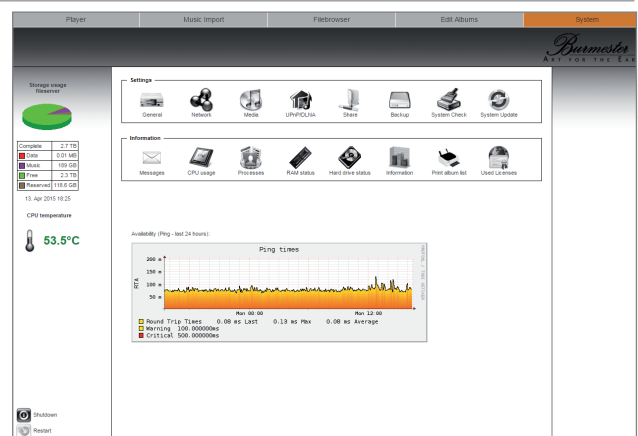 Player Music Import Filebrowser Edit Albums System
Burmester
ART FOR THE EAR
Storage usage
fileserver
Complete 2.7 TB
Data 0.01 MB
Music 189 GB
Free 2.3 TB
Reserved 118.6 GB
13. Apr 2015 18:25
CPU temperature
53.5°C
Settings
General Network Media UPnP/DLNA Share Backup System Check System Update
Information
Messages CPU usage Processes RAM status Hard drive status Information Print album list Used Licenses
Availability (Ping - last 24 hours):
Ping times
200 m
150 m
100 m
50 m
RTA
Mon 00:00 Mon 12:00
Round Trip Times 0.08 ms Last 0.13 ms Max 0.08 ms Average
Warning 100.000000ms
Critical 500.000000ms
Shutdown
Restart